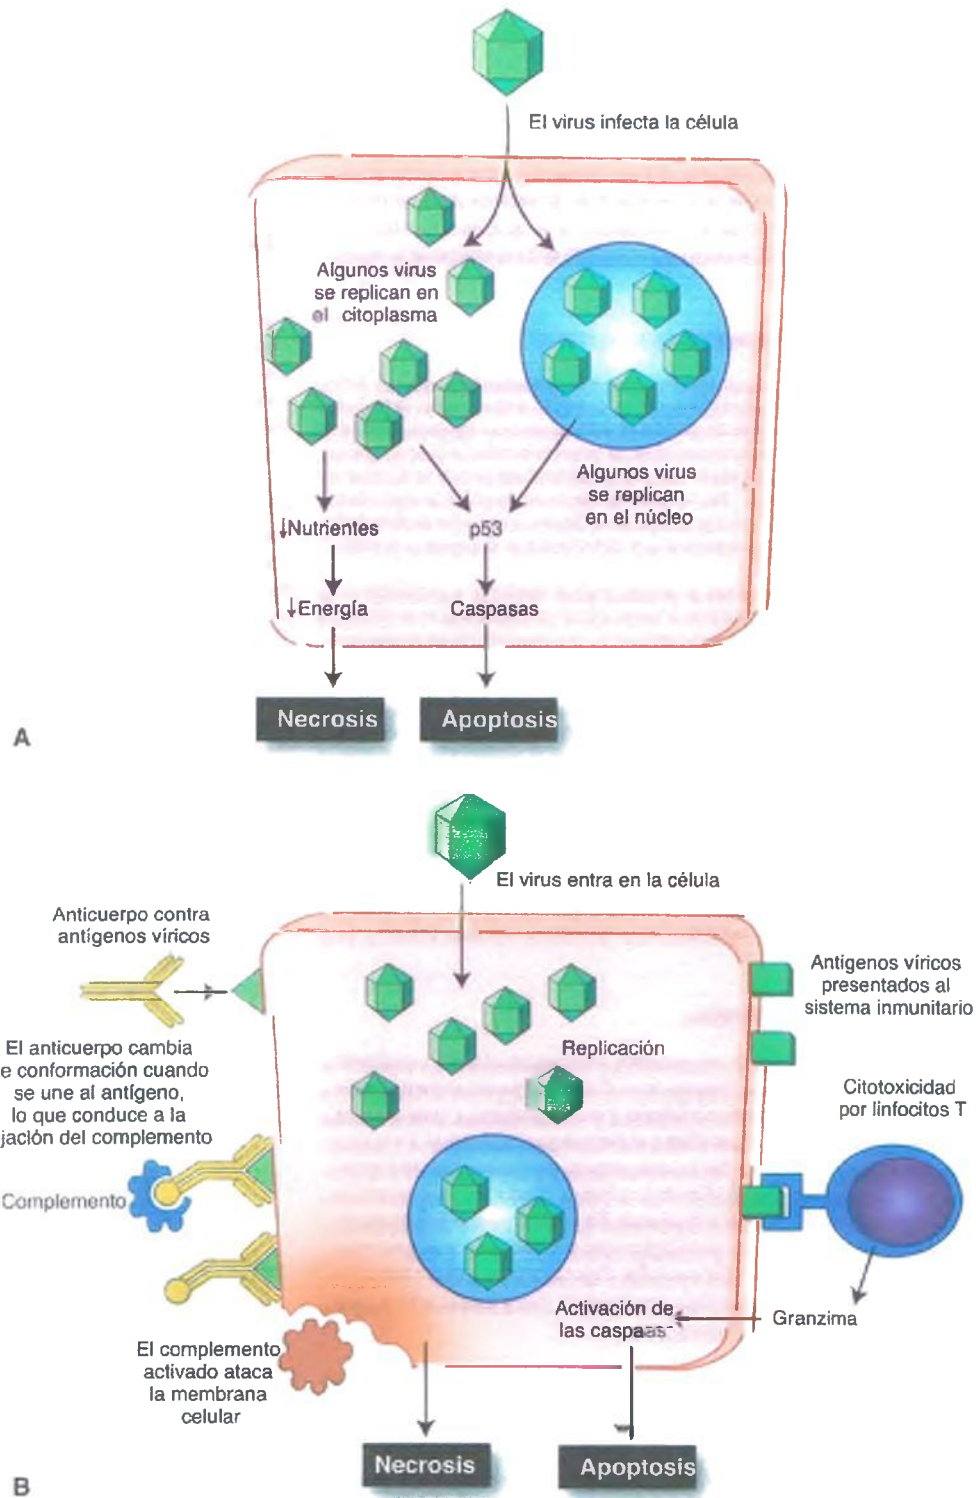 El virus infecta la célula
Algunos virus
se replican en
el citoplasma
Algunos virus
se replican
en el núcleo
↓Nutrientes
p53
↓Energía
Caspasas
Necrosis
Apoptosis
A
El virus entra en la célula
Anticuerpo contra
antígenos víricos
Antígenos víricos
presentados al
sistema inmunitario
El anticuerpo cambia
e conformación cuando
se une al antígeno,
lo que conduce a la
jación del complemento
Replicación
Citotoxicidad
por linfocitos T
Complemento
Activación de
las caspasas
Granzima
El complemento
activado ataca
la membrana
celular
Necrosis
Apoptosis
B